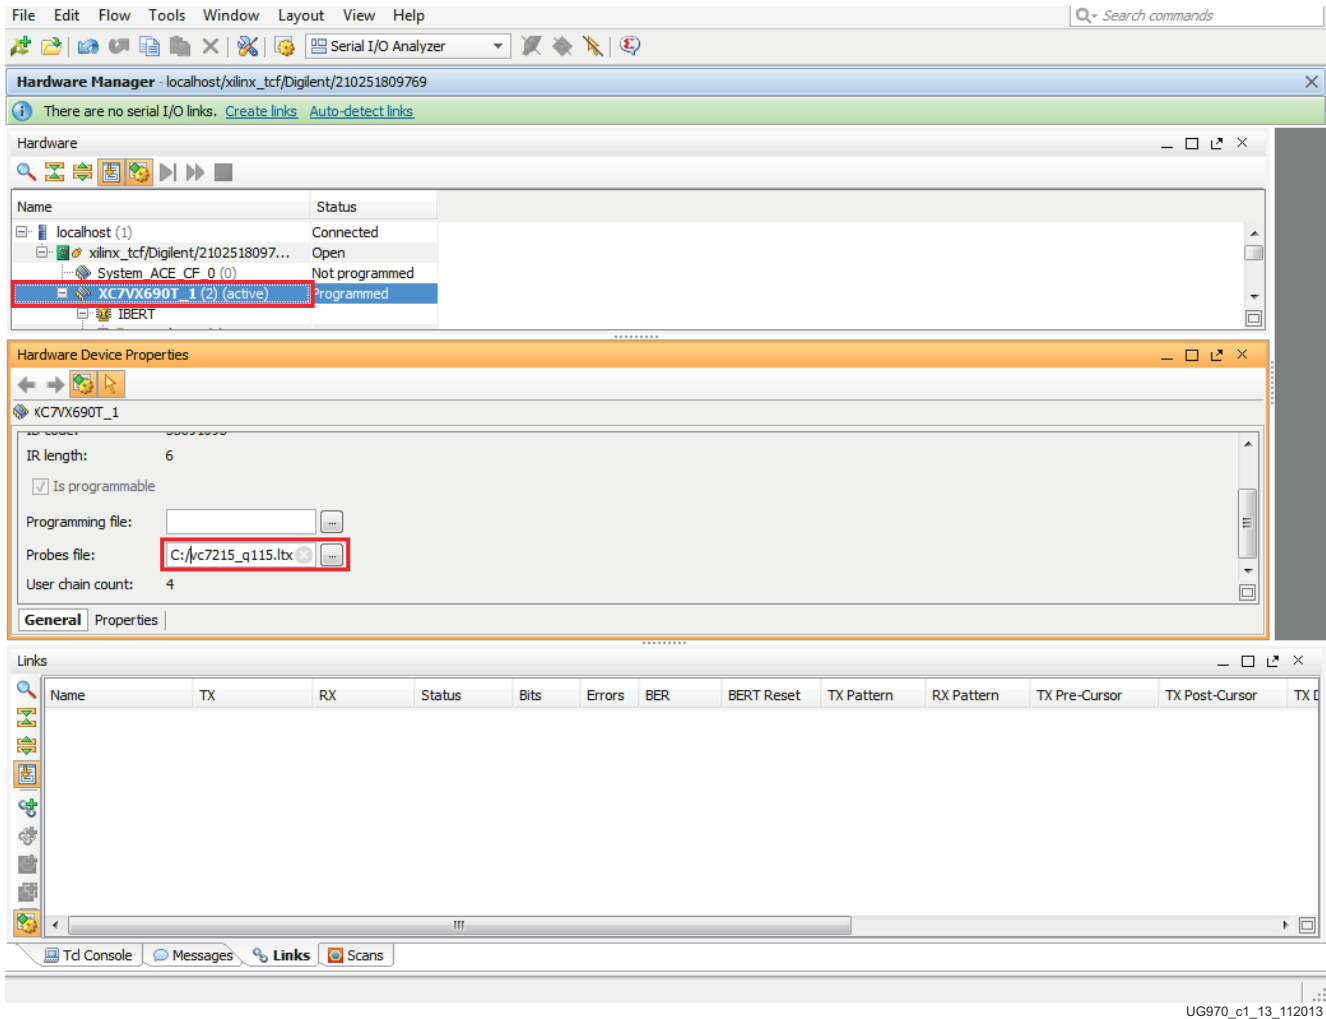 File Edit Flow Tools Window Layout View Help
Search commands
Serial I/O Analyzer
Hardware Manager - localhost/xilinx_tcf/Digilent/210251809769
There are no serial I/O links. Create links Auto-detect links
Hardware
Name Status
localhost (1) Connected
xilinx_tcf/Digilent/2102518097... Open
System_ACE_CF_0 (0) Not programmed
XC7VX690T_1 (2) (active) Programmed
IBERT
Hardware Device Properties
XC7VX690T_1
IR length: 6
Is programmable
Programming file: ...
Probes file: C:/vc7215_q115.ltx ...
User chain count: 4
General Properties
Links
Name TX RX Status Bits Errors BER BERT Reset TX Pattern RX Pattern TX Pre-Cursor TX Post-Cursor TX D
Tcl Console Messages Links Scans
UG970_c1_13_112013